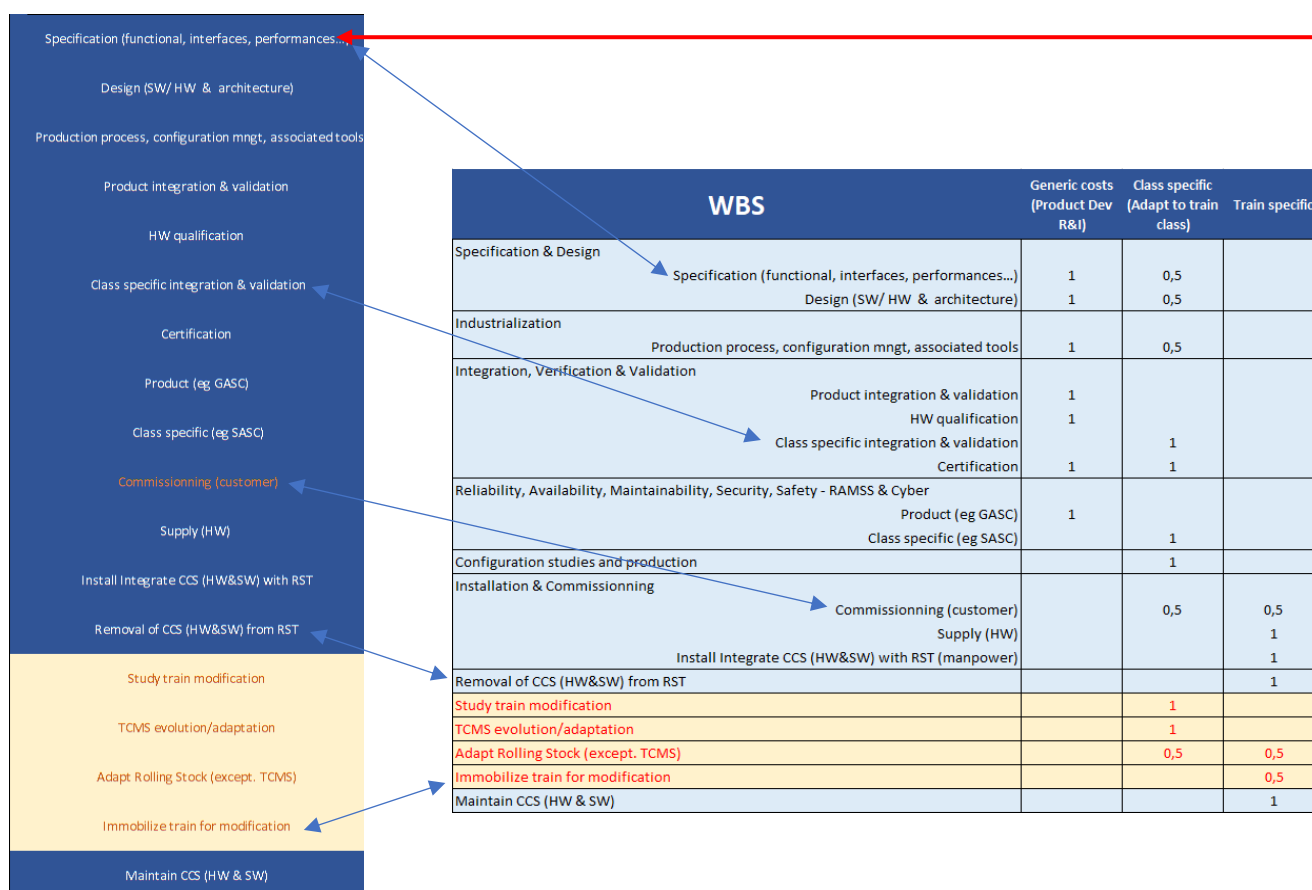 Specification (functional, interfaces, performances...)
Design (SW/ HW & architecture)
Production process, configuration mngt, associated tools
Product integration & validation
HW qualification
Class specific integration & validation
Certification
Product (eg GASC)
Class specific (eg SASC)
Commissionning (customer)
Supply (HW)
Install Integrate CCS (HW&SW) with RST
Removal of CCS (HW&SW) from RST
Study train modification
TCMS evolution/adaptation
Adapt Rolling Stock (except. TCMS)
Immobilize train for modification
Maintain CCS (HW & SW)
WBS
Generic costs
(Product Dev
R&I)
Class specific
(Adapt to train
class)
Train specific
Specification & Design
Specification (functional, interfaces, performances...) 1 0,5
Design (SW/ HW & architecture) 1 0,5
Industrialization
Production process, configuration mngt, associated tools 1 0,5
Integration, Verification & Validation
Product integration & validation 1
HW qualification 1
Class specific integration & validation 1
Certification 1 1
Reliability, Availability, Maintainability, Security, Safety - RAMSS & Cyber
Product (eg GASC) 1
Class specific (eg SASC) 1
Configuration studies and production 1
Installation & Commissionning
Commissionning (customer) 0,5 0,5
Supply (HW) 1
Install Integrate CCS (HW&SW) with RST (manpower) 1
Removal of CCS (HW&SW) from RST 1
Study train modification 1
TCMS evolution/adaptation 1
Adapt Rolling Stock (except. TCMS) 0,5 0,5
Immobilize train for modification 0,5
Maintain CCS (HW & SW) 1